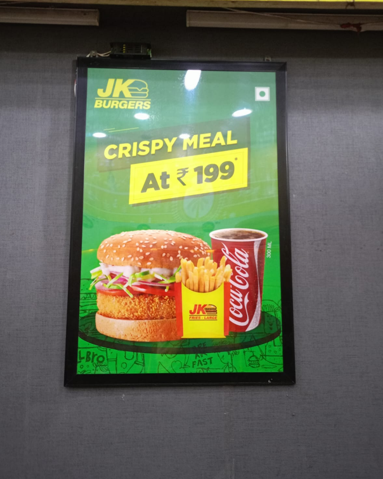 JK
BURGERS
CRISPY MEAL
At ₹ 199*
Coca-Cola
JK